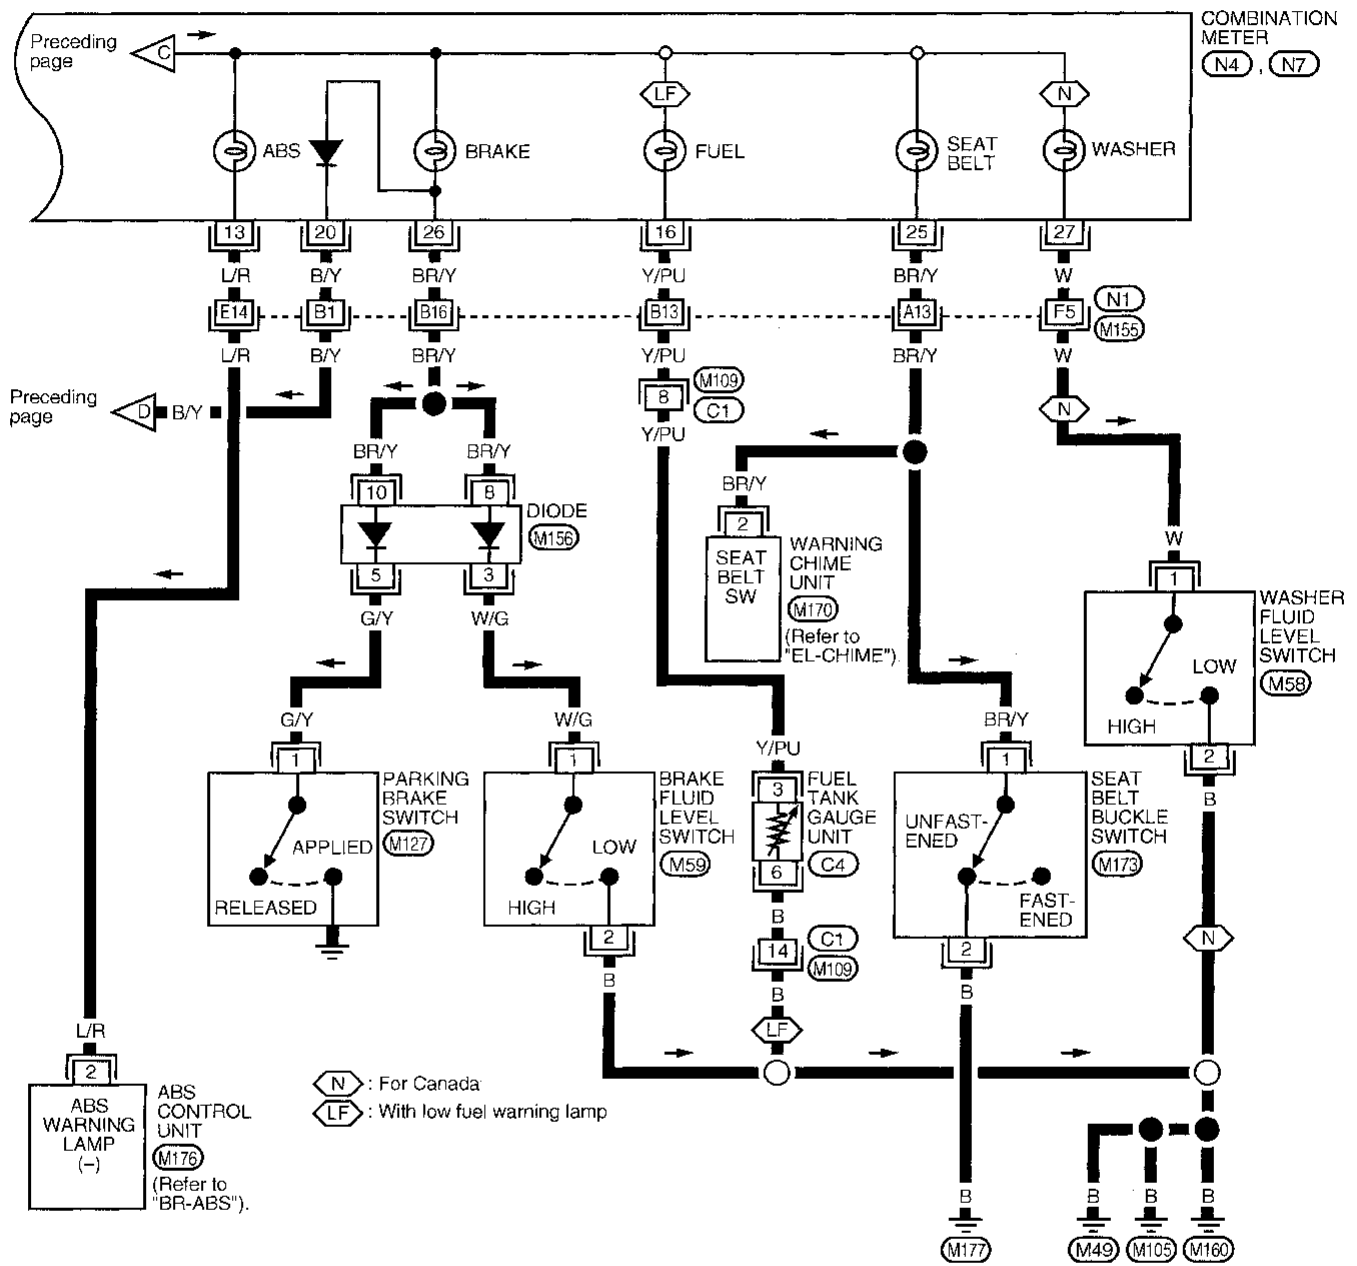 COMBINATION
METER
N4 , N7
Preceding
page
C
LF
N
ABS
BRAKE
FUEL
SEAT
BELT
WASHER
13
20
26
16
25
27
L/R
B/Y
BR/Y
Y/PU
BR/Y
W
E14
B1
B16
B13
A13
F5
N1
M155
L/R
B/Y
BR/Y
Y/PU
BR/Y
W
Preceding
page
D
B/Y
8
M109
C1
Y/PU
N
BR/Y
BR/Y
BR/Y
10
8
DIODE
M156
5
3
G/Y
W/G
2
SEAT
BELT
SW
WARNING
CHIME
UNIT
M170
(Refer to
"EL-CHIME").
W
1
WASHER
FLUID
LEVEL
SWITCH
M58
LOW
HIGH
2
B
G/Y
W/G
Y/PU
BR/Y
1
PARKING
BRAKE
SWITCH
M127
APPLIED
RELEASED
1
BRAKE
FLUID
LEVEL
SWITCH
M59
LOW
HIGH
2
B
3
FUEL
TANK
GAUGE
UNIT
C4
6
B
14
C1
M109
B
LF
1
SEAT
BELT
BUCKLE
SWITCH
M173
UNFAST-
ENED
FAST-
ENED
2
B
N
L/R
2
ABS
WARNING
LAMP
(–)
ABS
CONTROL
UNIT
M176
(Refer to
"BR-ABS").
N : For Canada
LF : With low fuel warning lamp
B
B
B
B
M177
M49
M105
M160